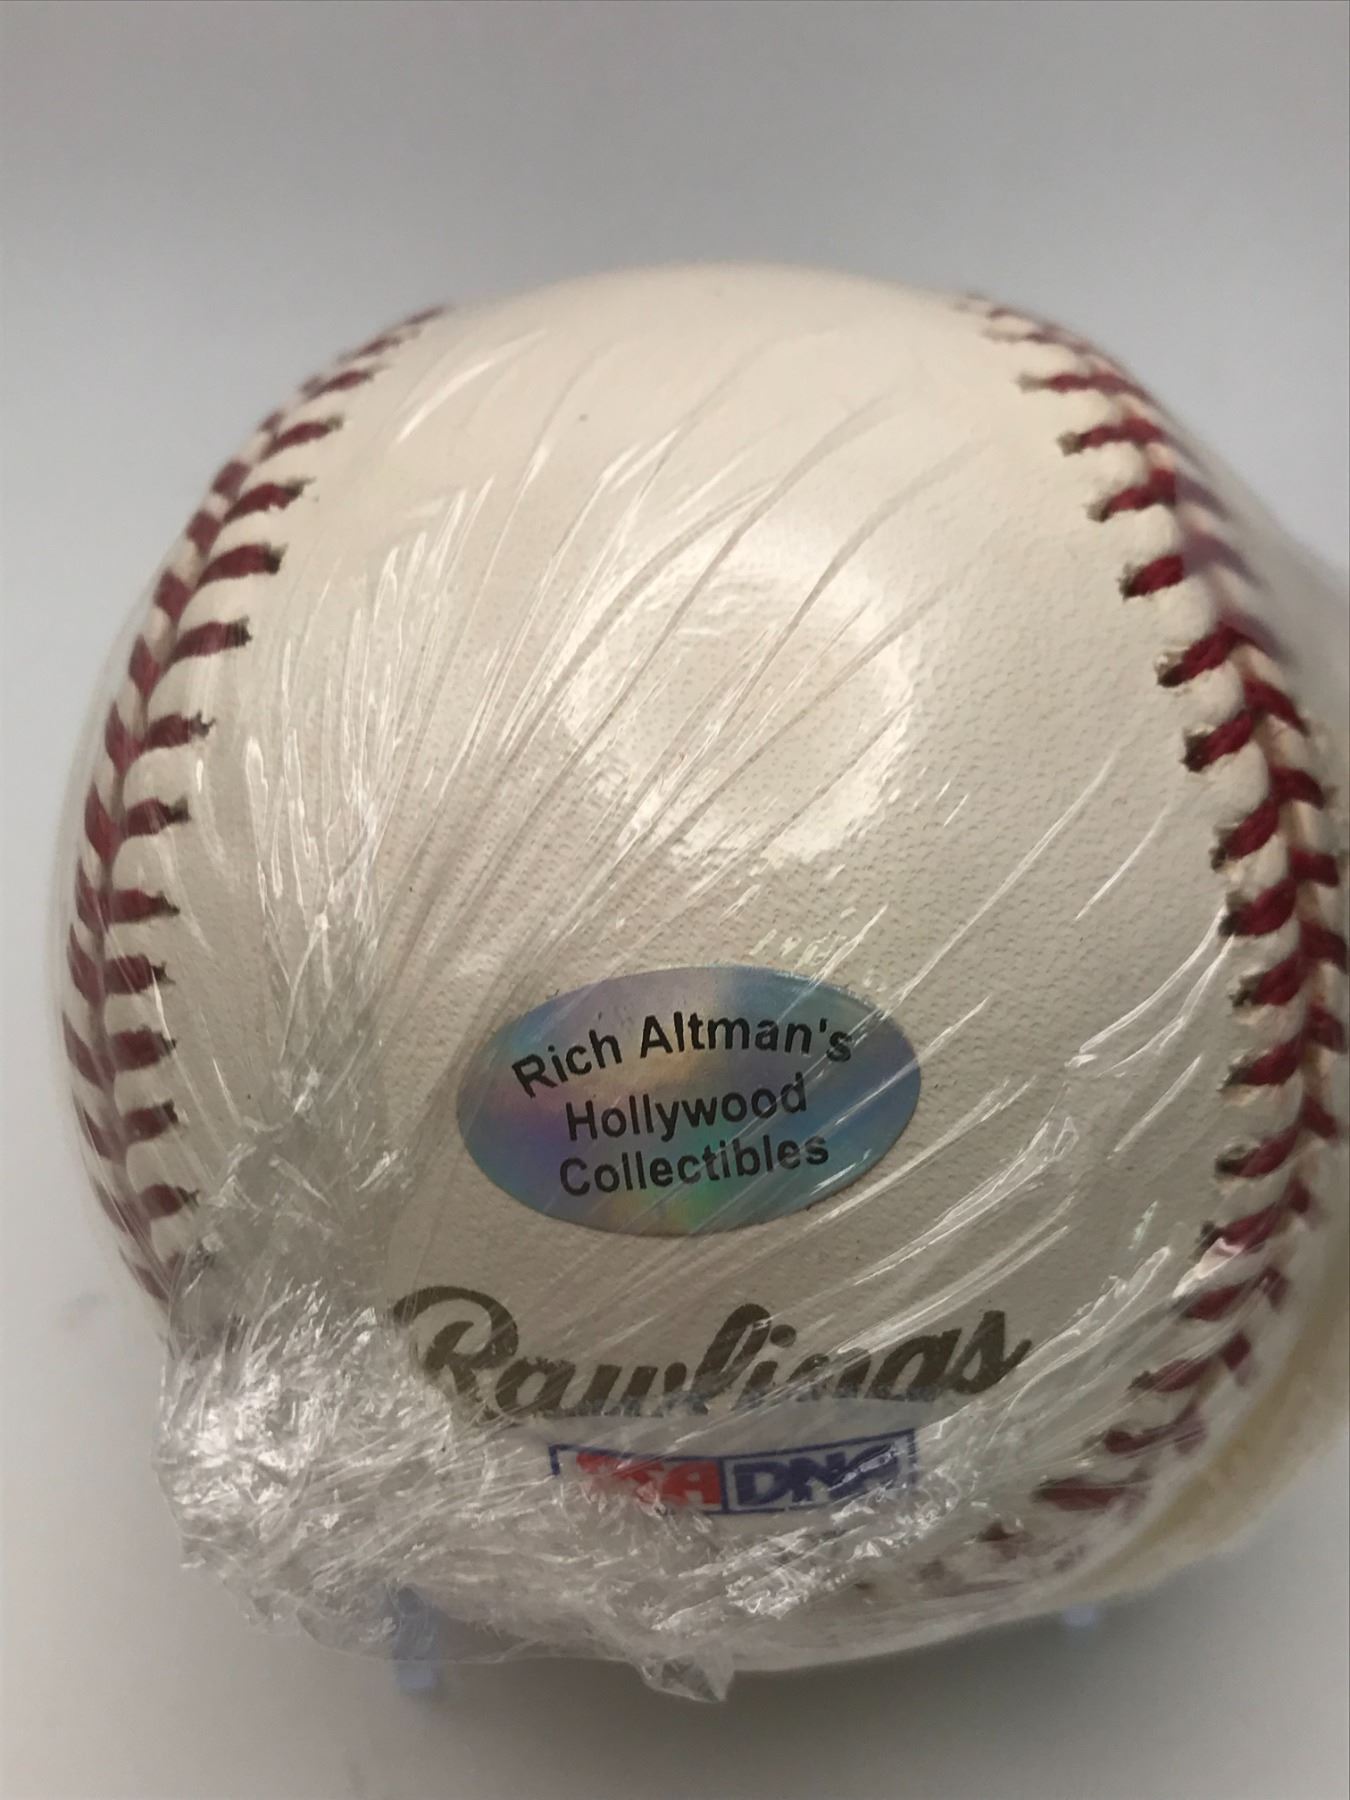 Rich Altman's
Hollywood
Collectibles
Rawlings
PSA DNA